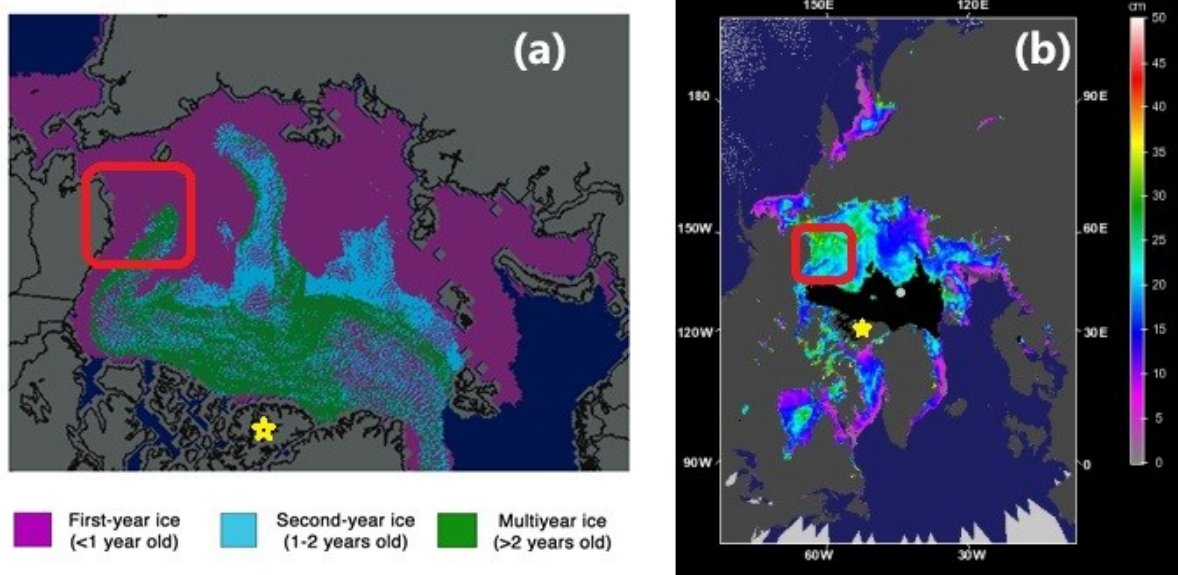 (a)
First-year ice
(<1 year old)
Second-year ice
(1-2 years old)
Multiyear ice
(>2 years old)
150E
120E
cm
(b)
50
45
40
35
30
25
20
15
10
5
0
180
90E
150W
60E
120W
30E
90W
0
60W
30W